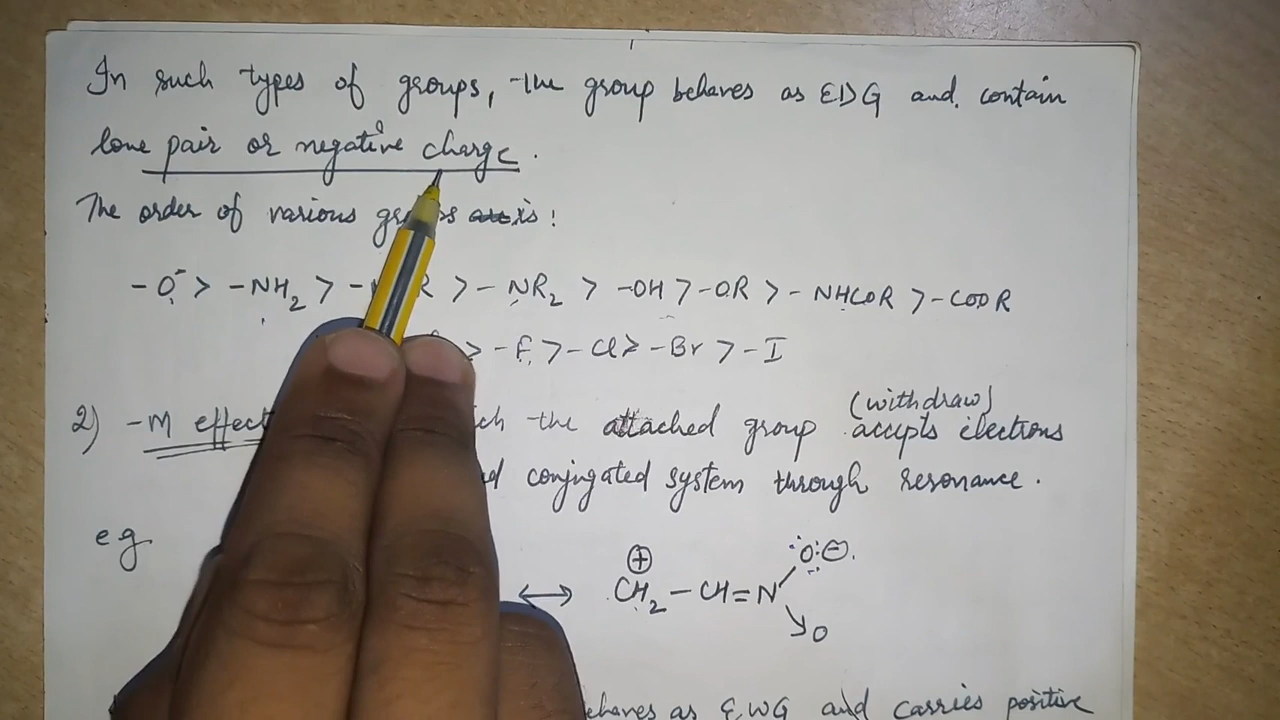 In such types of groups, the group behaves as EDG and contain
lone pair or negative charge.
The order of various is :
-O⁻ > -NH₂ > > -NR₂ > -OH > -OR > -NHCOR > -COOR
> -F > -Cl > -Br > -I
(withdraw)
2) -M effect the attached group accepts electrons
conjugated system through resonance.
eg
⟷ ⊕CH₂ - CH = N O:⊖ O
behaves as EWG and carries positive